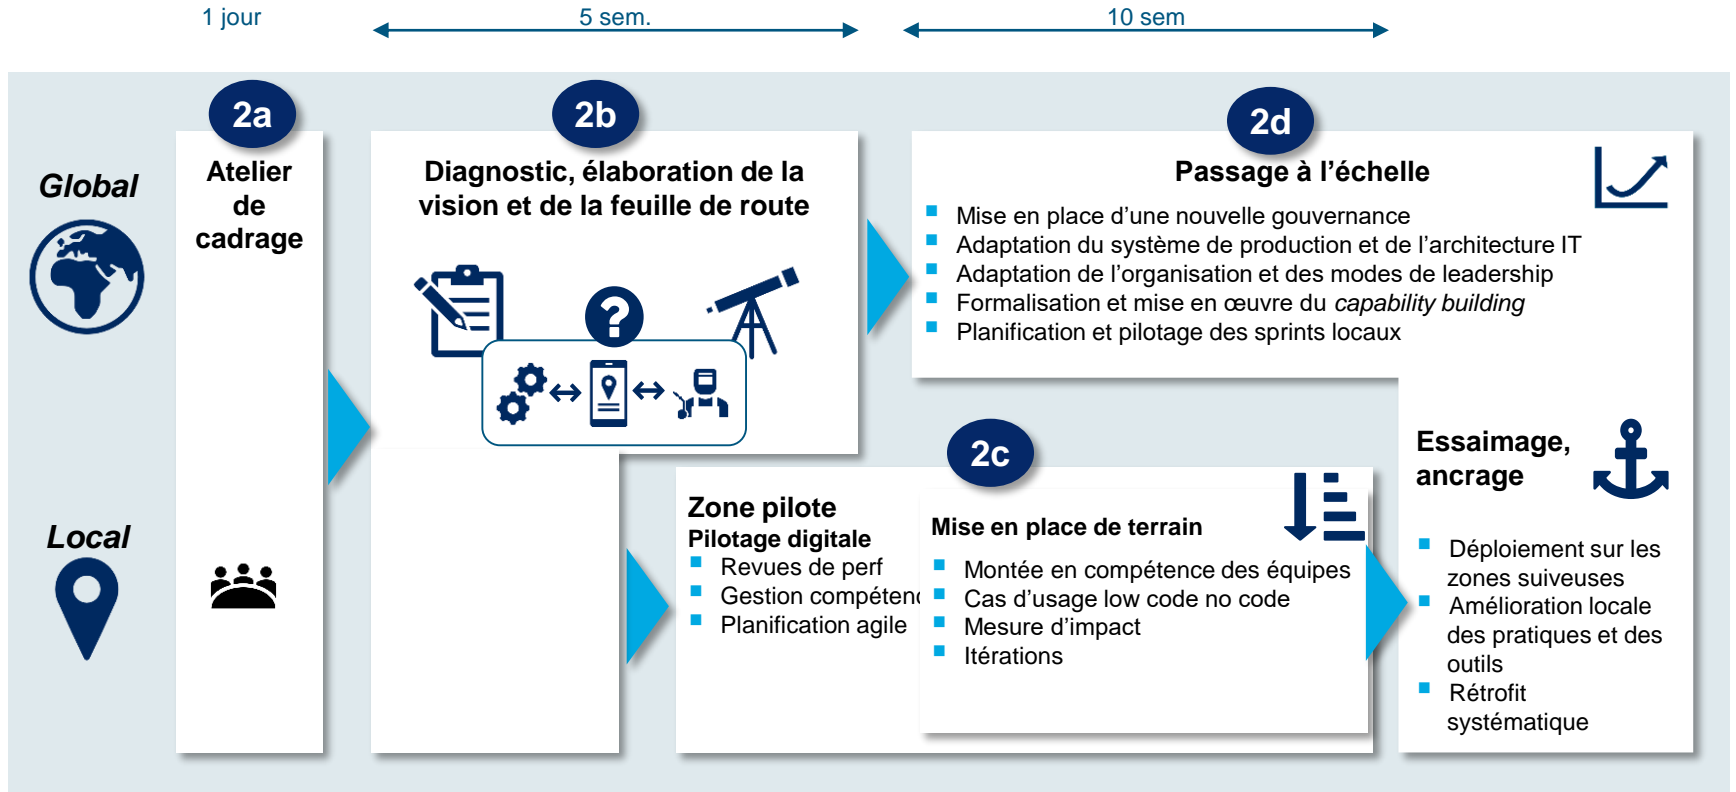 1 jour
5 sem.
10 sem
2a
2b
2d
Global
Atelier
de
cadrage
Diagnostic, élaboration de la
vision et de la feuille de route
Passage à l’échelle
Mise en place d’une nouvelle gouvernance
Adaptation du système de production et de l’architecture IT
Adaptation de l’organisation et des modes de leadership
Formalisation et mise en œuvre du capability building
Planification et pilotage des sprints locaux
?
2c
Local
Zone pilote
Pilotage digitale
Revues de perf
Gestion compétenc
Planification agile
Mise en place de terrain
Montée en compétence des équipes
Cas d’usage low code no code
Mesure d’impact
Itérations
Essaimage,
ancrage
Déploiement sur les
zones suiveuses
Amélioration locale
des pratiques et des
outils
Rétrofit
systématique